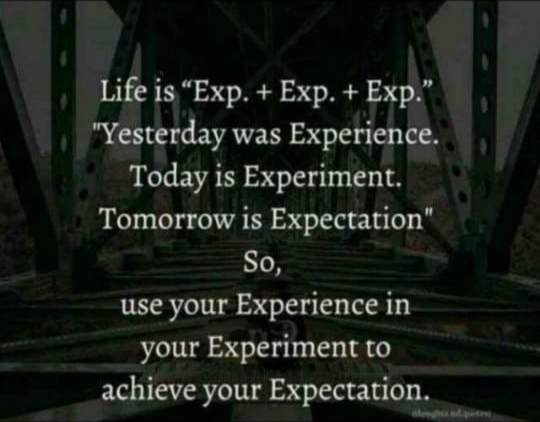 Life is “Exp. + Exp. + Exp.”
"Yesterday was Experience.
Today is Experiment.
Tomorrow is Expectation"
So,
use your Experience in
your Experiment to
achieve your Expectation.